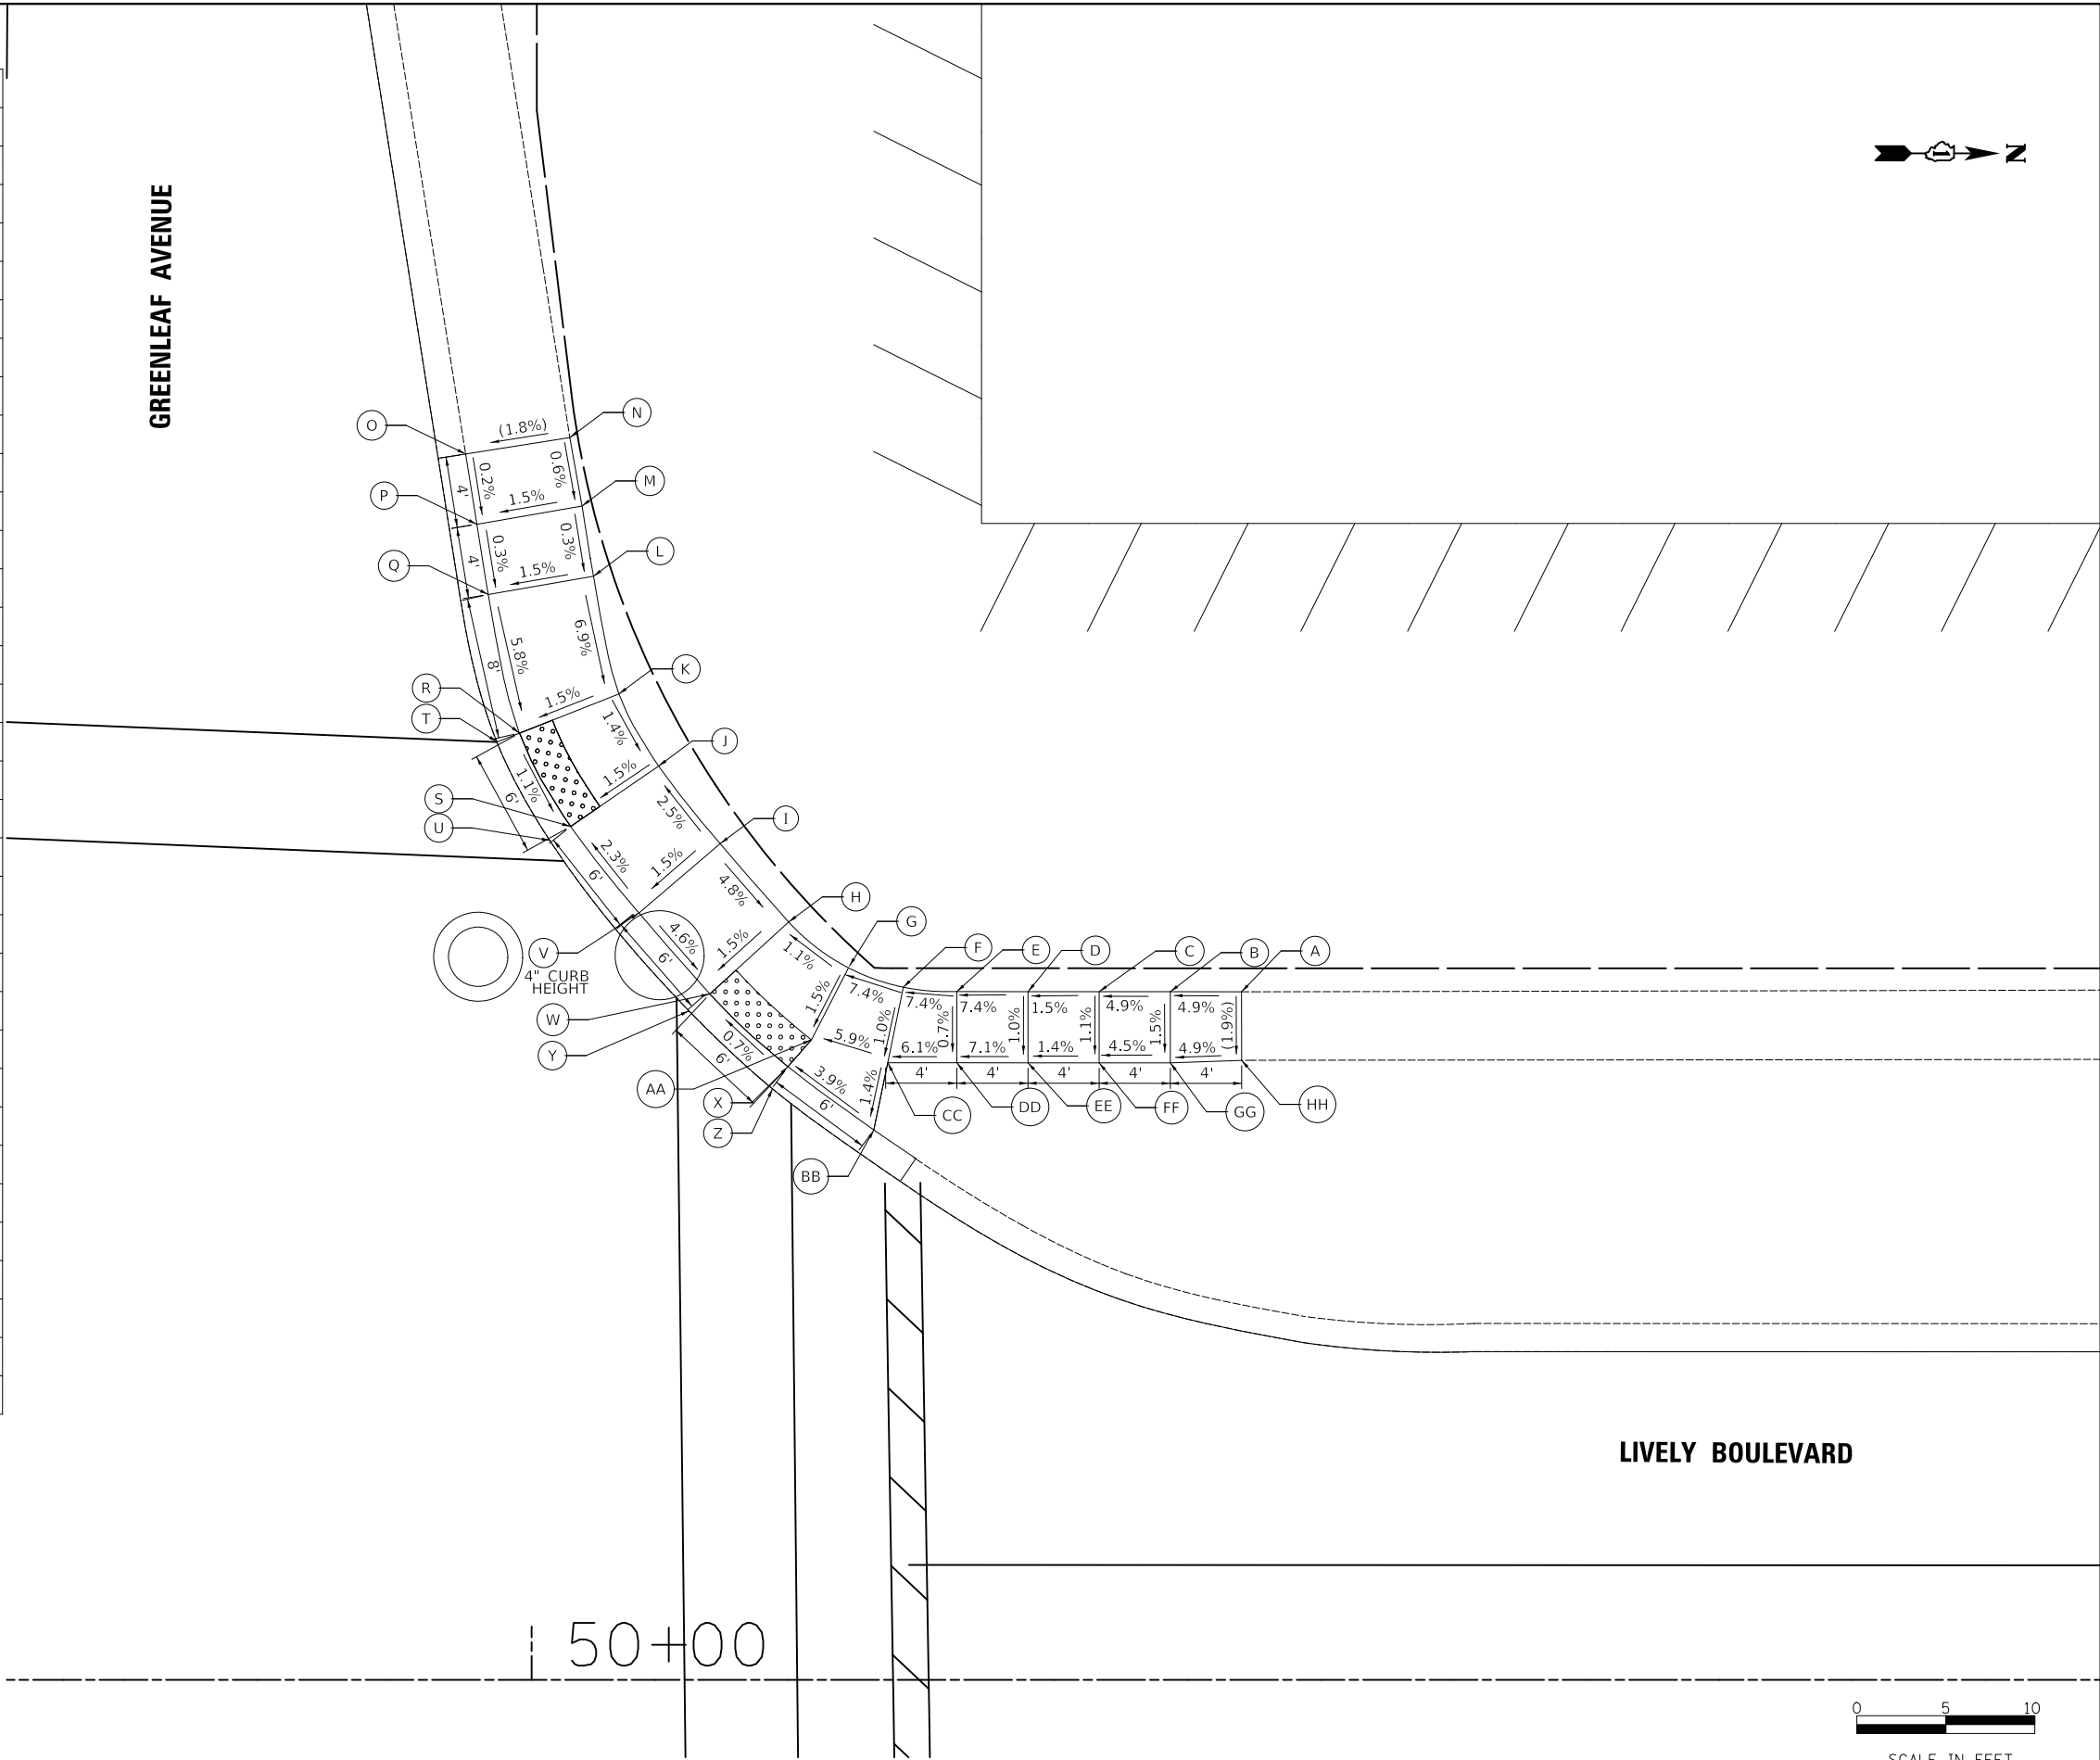 GREENLEAF AVENUE
N
O
N
(1.8%)
0.2%
0.6%
P
M
4'
1.5%
Q
L
4'
0.3%
0.3%
1.5%
R
K
8'
5.8%
6.9%
T
1.5%
J
1.4%
S
1.1%
1.5%
U
6'
I
2.5%
2.3%
1.5%
6'
H
4.8%
G
V
4.6%
1.5%
F
E
D
C
B
A
4" CURB
HEIGHT
6'
1.1%
7.4%
7.4%
7.4%
1.5%
4.9%
4.9%
W
1.5%
1.0%
0.7%
1.0%
1.1%
1.5%
(1.9%)
Y
0.7%
5.9%
6.1%
7.1%
1.4%
4.5%
4.9%
6'
3.9%
1.4%
4'
4'
4'
4'
4'
AA
X
6'
CC
DD
EE
FF
GG
HH
Z
BB
LIVELY BOULEVARD
50+00
0 5 10
SCALE IN FEET